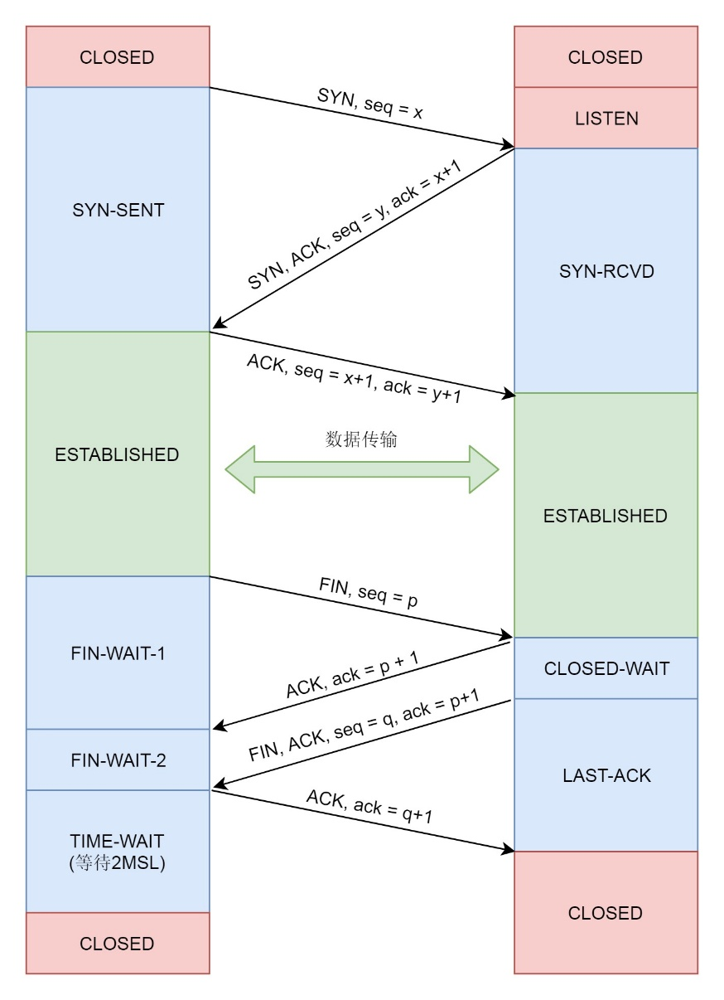 CLOSED
CLOSED
SYN, seq = x
LISTEN
SYN-SENT
SYN, ACK, seq = y, ack = x+1
SYN-RCVD
ACK, seq = x+1, ack = y+1
数据传输
ESTABLISHED
ESTABLISHED
FIN, seq = p
FIN-WAIT-1
CLOSED-WAIT
ACK, ack = p + 1
FIN, ACK, seq = q, ack = p+1
FIN-WAIT-2
LAST-ACK
ACK, ack = q+1
TIME-WAIT
(等待2MSL)
CLOSED
CLOSED